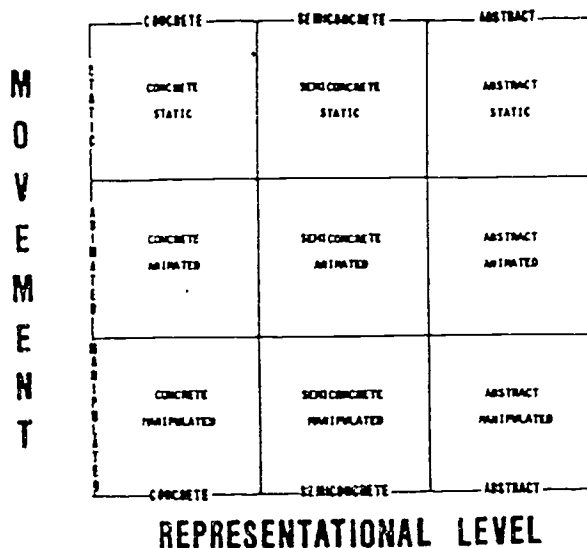 CONCRETE SEMICONCRETE ABSTRACT
MOVEMENT
STATIC
CONCRETE STATIC
SEMICONCRETE STATIC
ABSTRACT STATIC
ANIMATED
CONCRETE ANIMATED
SEMICONCRETE ANIMATED
ABSTRACT ANIMATED
MANIPULATED
CONCRETE MANIPULATED
SEMICONCRETE MANIPULATED
ABSTRACT MANIPULATED
CONCRETE SEMICONCRETE ABSTRACT
REPRESENTATIONAL LEVEL